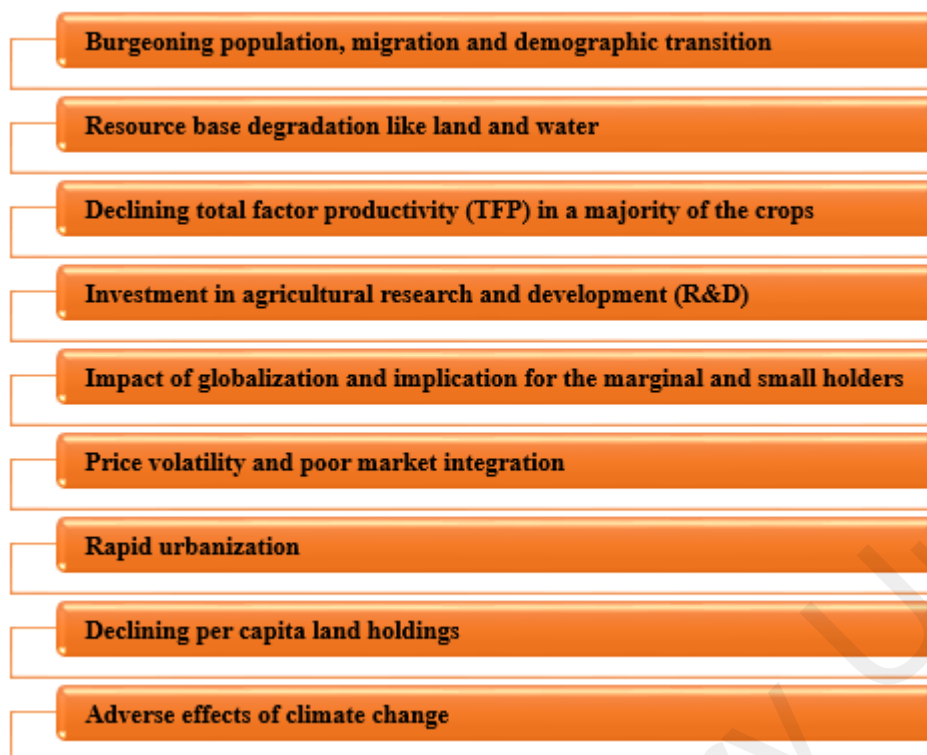 Burgeoning population, migration and demographic transition
Resource base degradation like land and water
Declining total factor productivity (TFP) in a majority of the crops
Investment in agricultural research and development (R&D)
Impact of globalization and implication for the marginal and small holders
Price volatility and poor market integration
Rapid urbanization
Declining per capita land holdings
Adverse effects of climate change